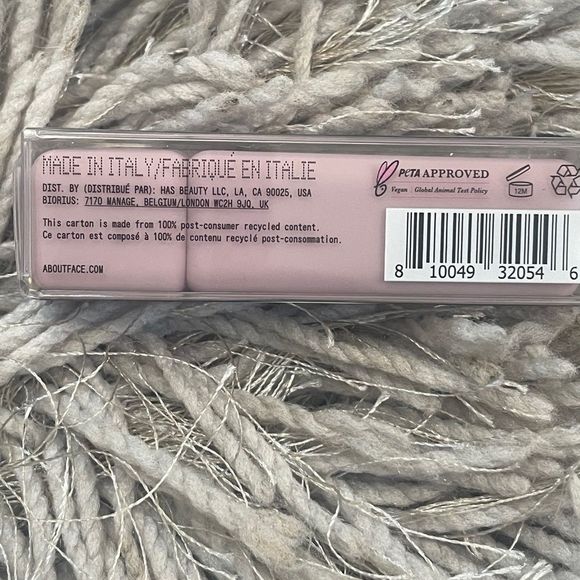 MADE IN ITALY/FABRIQUÉ EN ITALIE
DIST. BY (DISTRIBUÉ PAR): HAS BEAUTY LLC, LA, CA 90025, USA
BIORIUS: 7170 MANAGE, BELGIUM/LONDON WC2H 9JQ, UK
This carton is made from 100% post-consumer recycled content.
Ce carton est composé à 100% de contenu recyclé post-consommation.
ABOUTFACE.COM
PETA APPROVED
Vegan | Global Animal Test Policy
12M
8 10049 32054 6